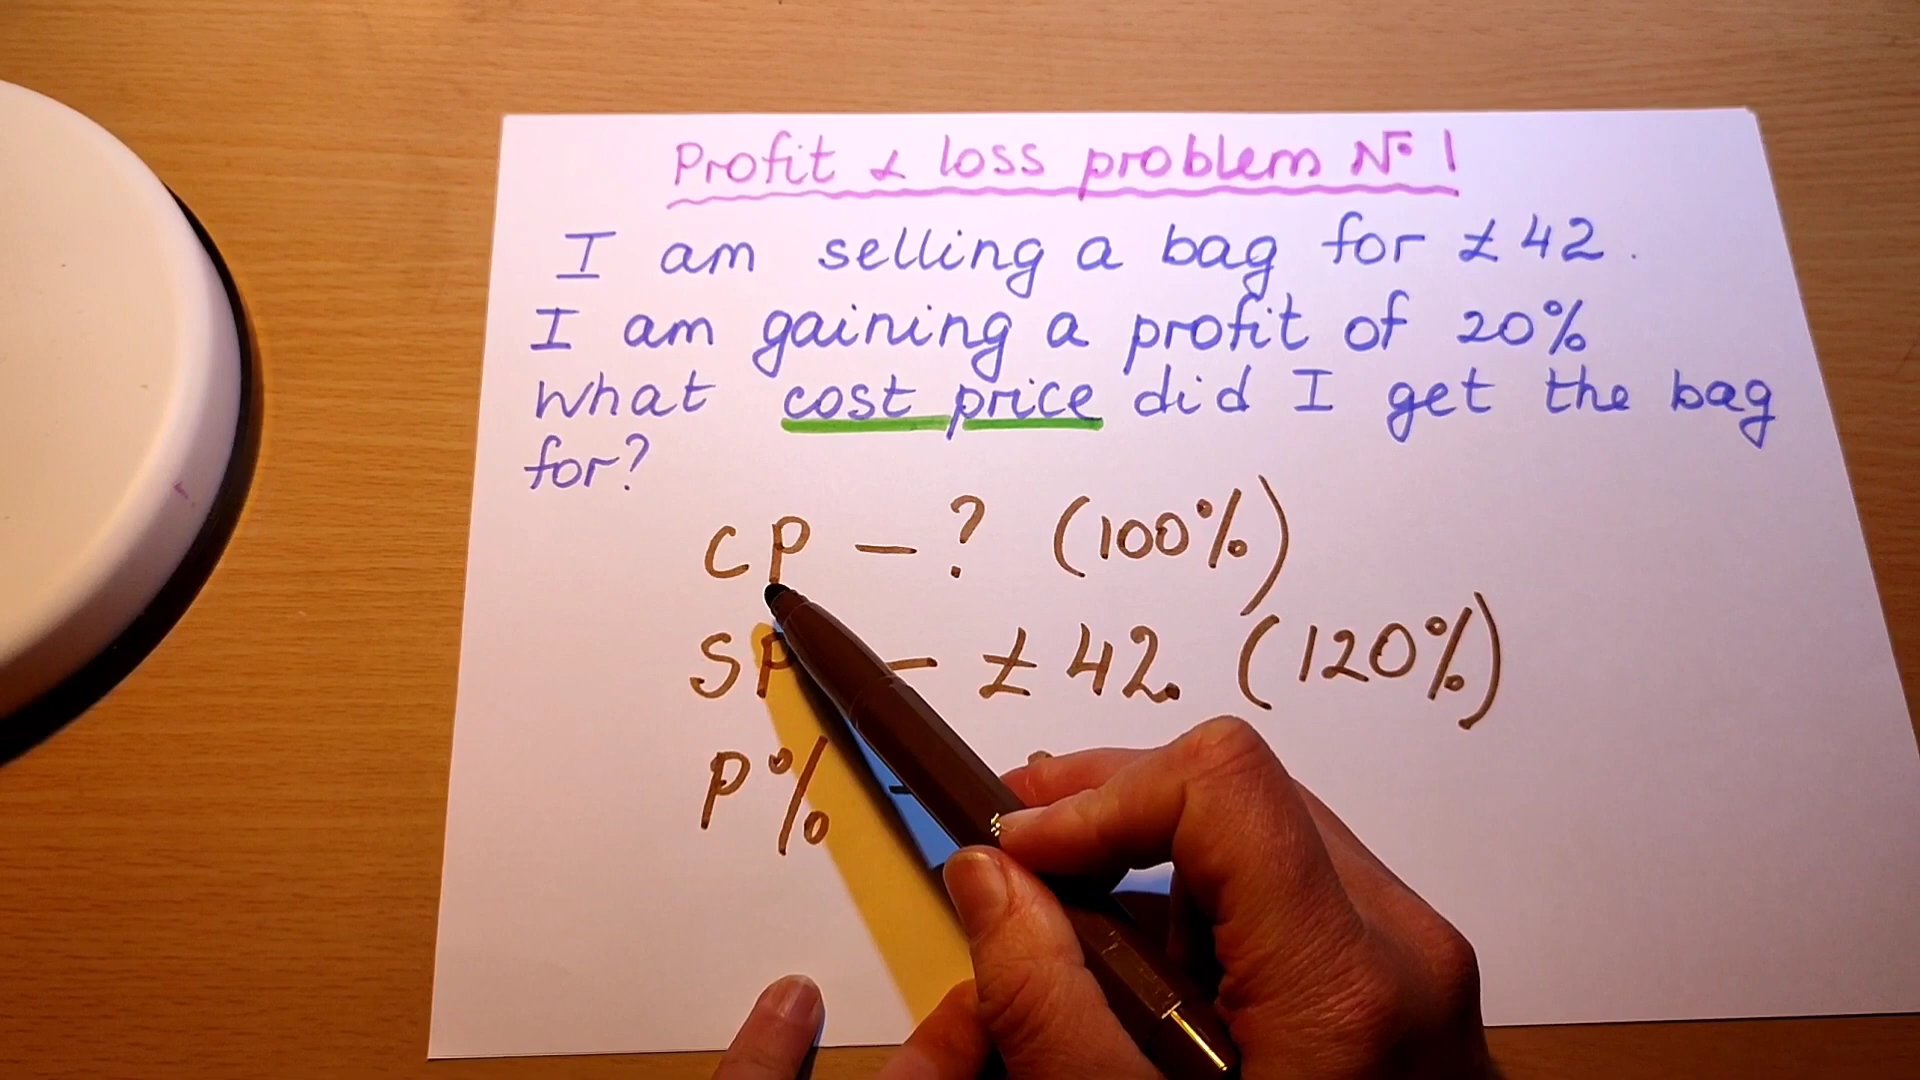 Profit & loss problem № 1
I am selling a bag for £42.
I am gaining a profit of 20%
What cost price did I get the bag
for?
CP – ? (100%)
SP – £42. (120%)
P% -